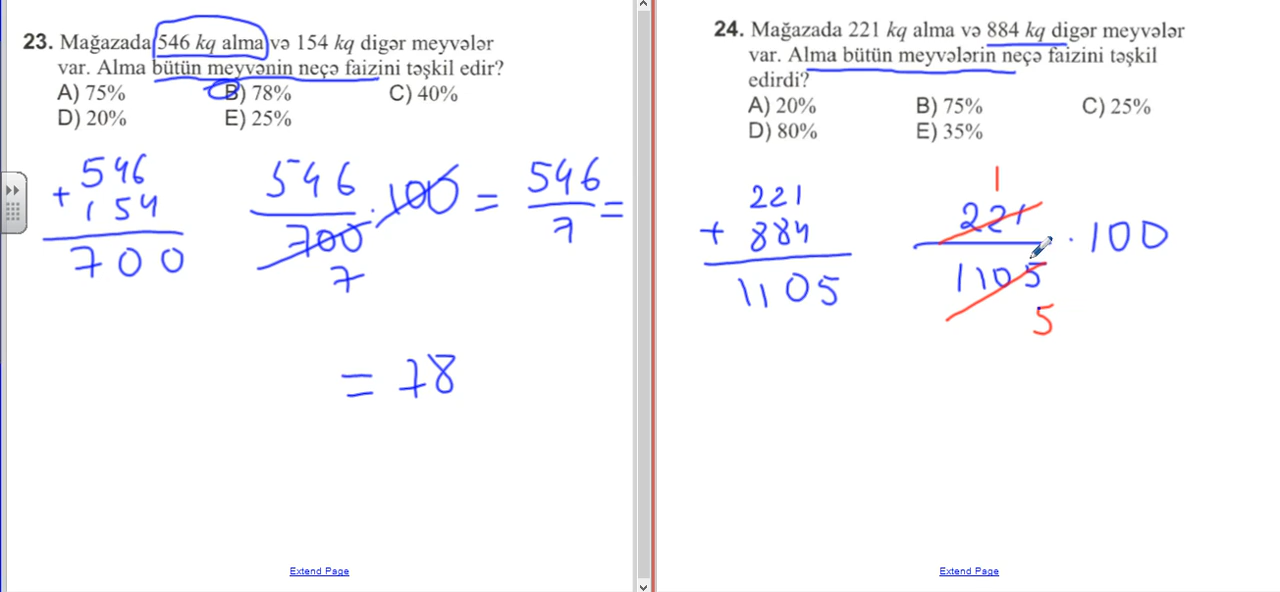 23. Mağazada 546 kq alma və 154 kq digər meyvələr
var. Alma bütün meyvənin neçə faizini təşkil edir?
A) 75% B) 78% C) 40%
D) 20% E) 25%
546
+ 154
700
546
700
7
· 100 = 546
7
=
= 78
Extend Page
24. Mağazada 221 kq alma və 884 kq digər meyvələr
var. Alma bütün meyvələrin neçə faizini təşkil
edirdi?
A) 20% B) 75% C) 25%
D) 80% E) 35%
221
+ 884
1105
1
221
1105
5
· 100
Extend Page